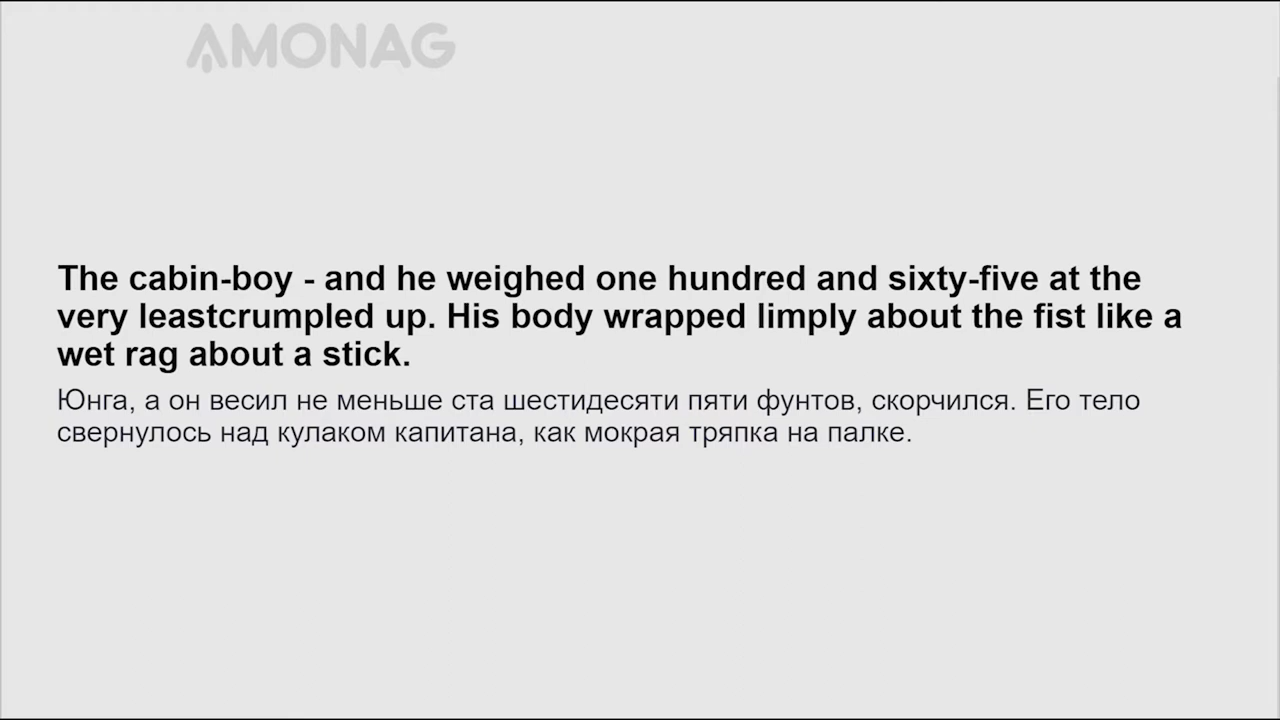 AMONAG
The cabin-boy - and he weighed one hundred and sixty-five at the
very leastcrumpled up. His body wrapped limply about the fist like a
wet rag about a stick.
Юнга, а он весил не меньше ста шестидесяти пяти фунтов, скорчился. Его тело
свернулось над кулаком капитана, как мокрая тряпка на палке.